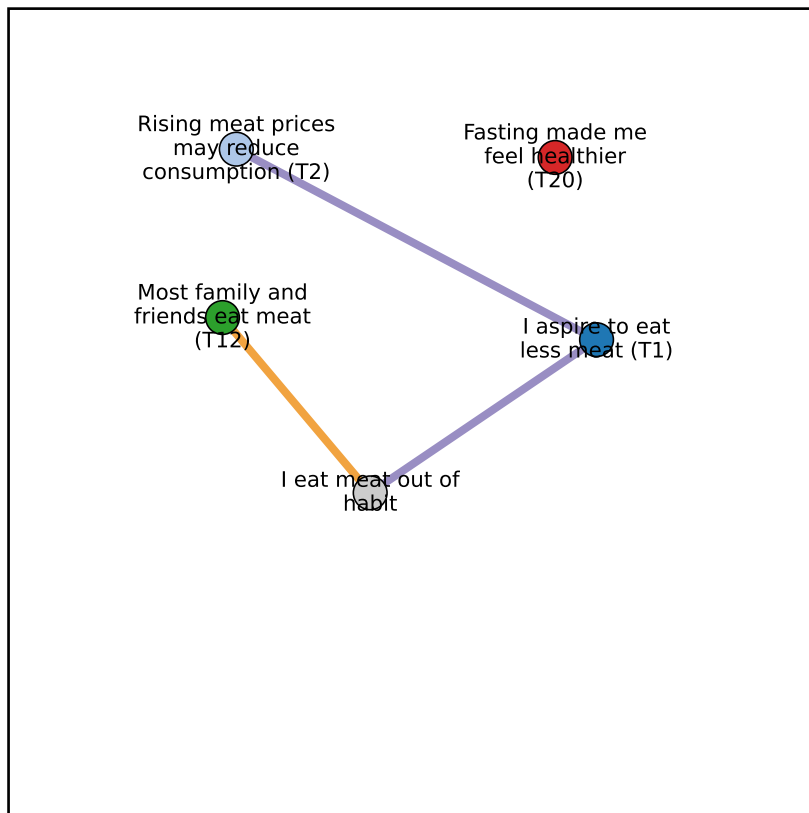 Rising meat prices
may reduce
consumption (T2)
Fasting made me
feel healthier
(T20)
Most family and
friends eat meat
(T12)
I aspire to eat
less meat (T1)
I eat meat out of
habit